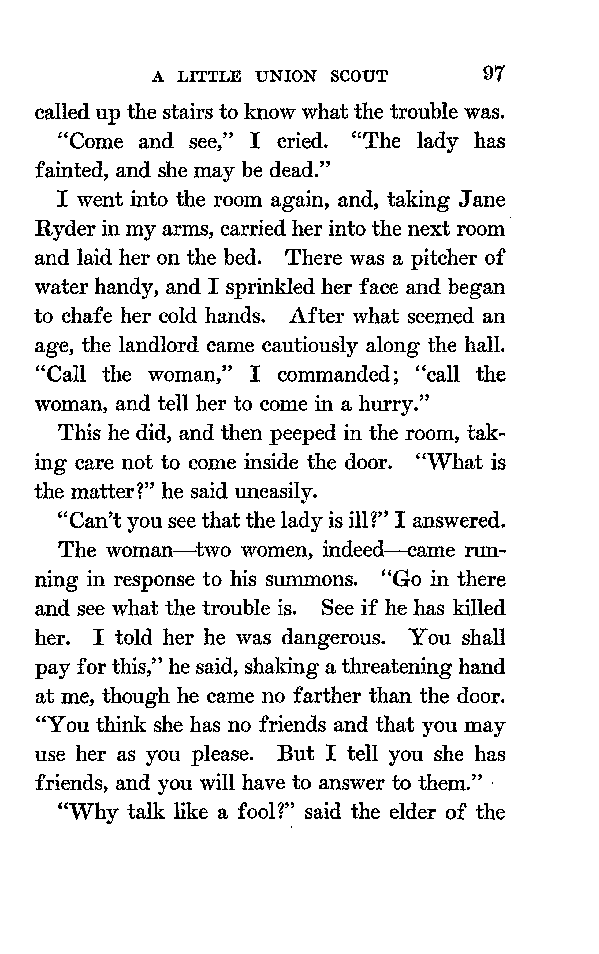 A LITTLE UNION SCOUT 97
called up the stairs to know what the trouble was.
“Come and see,” I cried. “The lady has
fainted, and she may be dead.”
I went into the room again, and, taking Jane
Ryder in my arms, carried her into the next room
and laid her on the bed. There was a pitcher of
water handy, and I sprinkled her face and began
to chafe her cold hands. After what seemed an
age, the landlord came cautiously along the hall.
“Call the woman,” I commanded; “call the
woman, and tell her to come in a hurry.”
This he did, and then peeped in the room, tak-
ing care not to come inside the door. “What is
the matter?” he said uneasily.
“Can’t you see that the lady is ill?” I answered.
The woman—two women, indeed—came run-
ning in response to his summons. “Go in there
and see what the trouble is. See if he has killed
her. I told her he was dangerous. You shall
pay for this,” he said, shaking a threatening hand
at me, though he came no farther than the door.
“You think she has no friends and that you may
use her as you please. But I tell you she has
friends, and you will have to answer to them.”
“Why talk like a fool?” said the elder of the